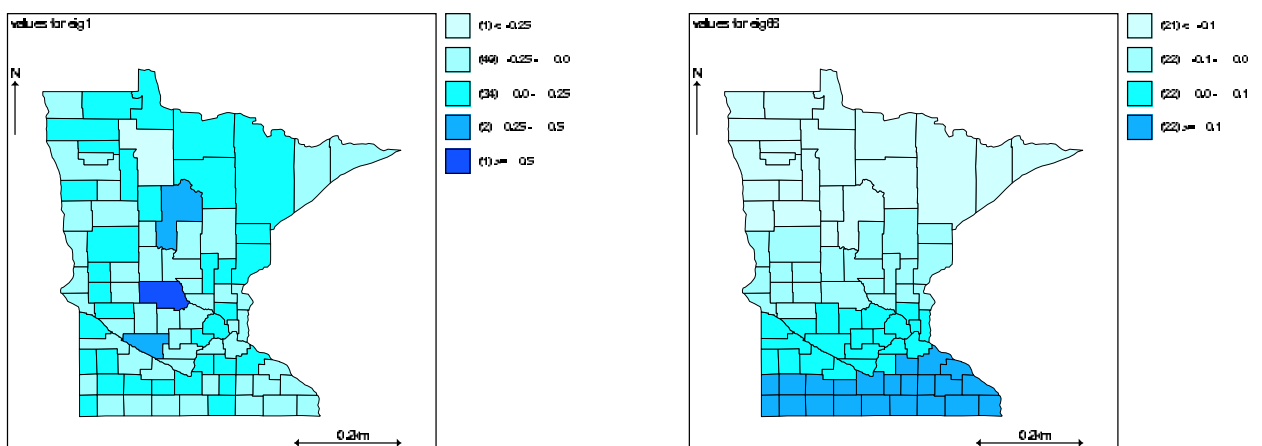 values for eig1
N
0.2km
(1) < -0.25
(49) -0.25 - 0.0
(34) 0.0 - 0.25
(2) 0.25 - 0.5
(1) >= 0.5
values for eig86
N
0.2km
(21) < -0.1
(22) -0.1 - 0.0
(22) 0.0 - 0.1
(22) >= 0.1